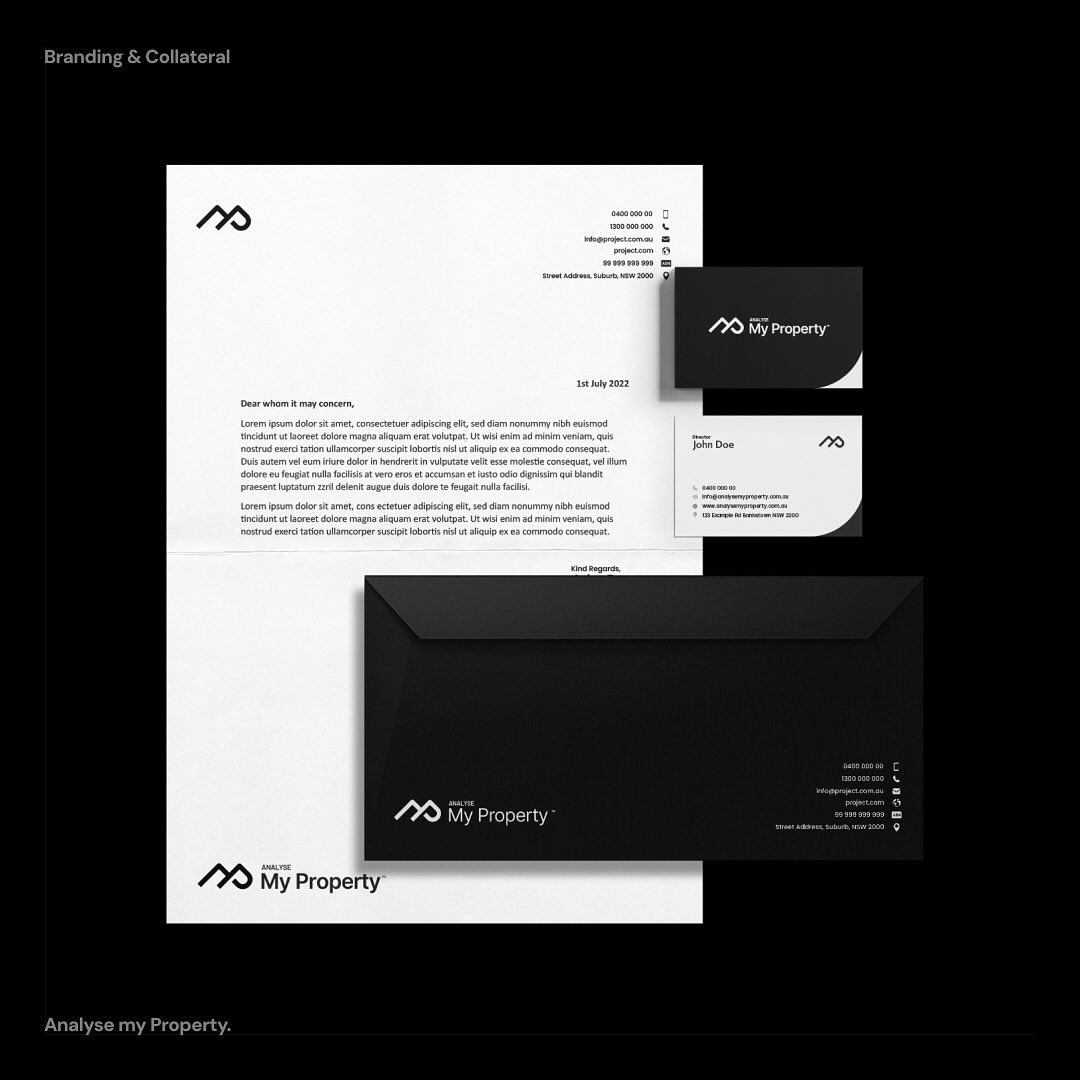 Branding & Collateral
0400 000 00
1300 000 000
info@project.com.au
project.com
99 999 999 999
ABN
Street Address, Suburb, NSW 2000
ANALYSE
My Property™
1st July 2022
Dear whom it may concern,
Lorem ipsum dolor sit amet, consectetuer adipiscing elit, sed diam nonummy nibh euismod
tincidunt ut laoreet dolore magna aliquam erat volutpat. Ut wisi enim ad minim veniam, quis
nostrud exerci tation ullamcorper suscipit lobortis nisl ut aliquip ex ea commodo consequat.
Duis autem vel eum iriure dolor in hendrerit in vulputate velit esse molestie consequat, vel illum
dolore eu feugiat nulla facilisis at vero eros et accumsan et iusto odio dignissim qui blandit
praesent luptatum zzril delenit augue duis dolore te feugait nulla facilisi.
Lorem ipsum dolor sit amet, cons ectetuer adipiscing elit, sed diam nonummy nibh euismod
tincidunt ut laoreet dolore magna aliquam erat volutpat. Ut wisi enim ad minim veniam, quis
nostrud exerci tation ullamcorper suscipit lobortis nisl ut aliquip ex ea commodo consequat.
Kind Regards,
Director
John Doe
0400 000 00
info@analysemyproperty.com.au
www.analysemyproperty.com.au
123 Example Rd Bankstown NSW 2200
0400 000 00
1300 000 000
info@project.com.au
project.com
99 999 999 999
ABN
Street Address, Suburb, NSW 2000
ANALYSE
My Property™
ANALYSE
My Property™
Analyse my Property.